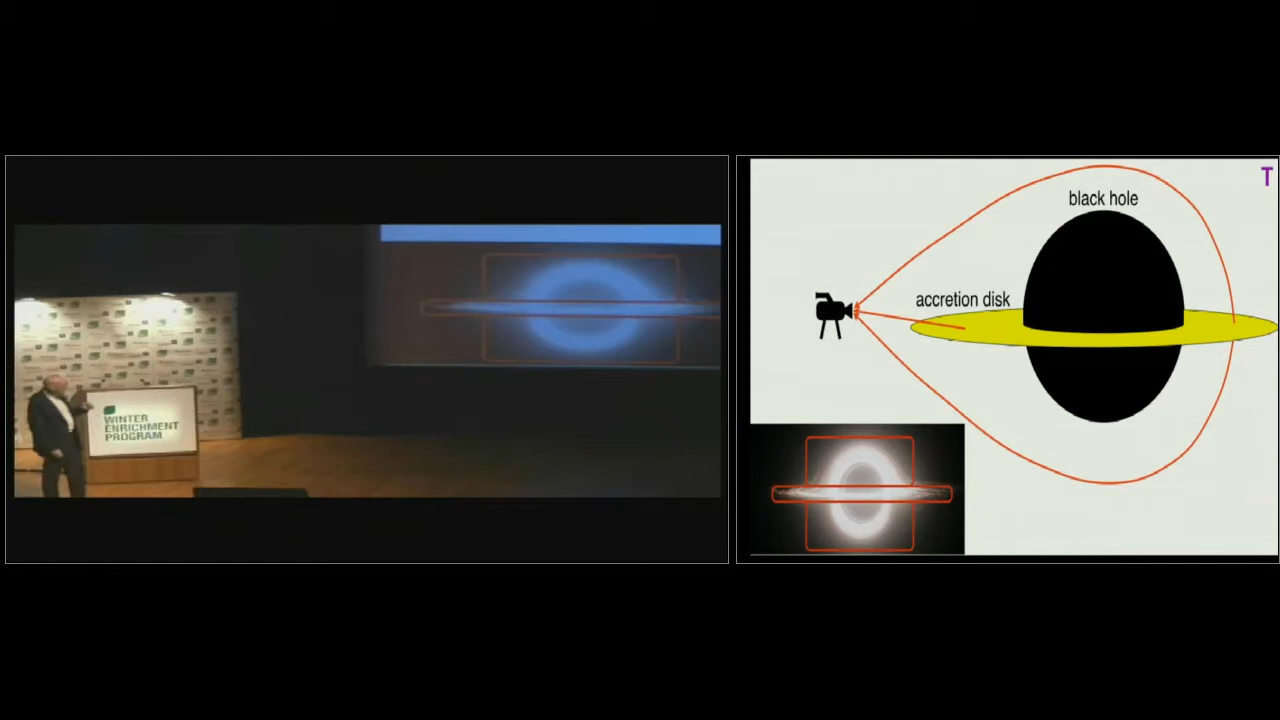 WINTER
ENRICHMENT
PROGRAM
T
black hole
accretion disk